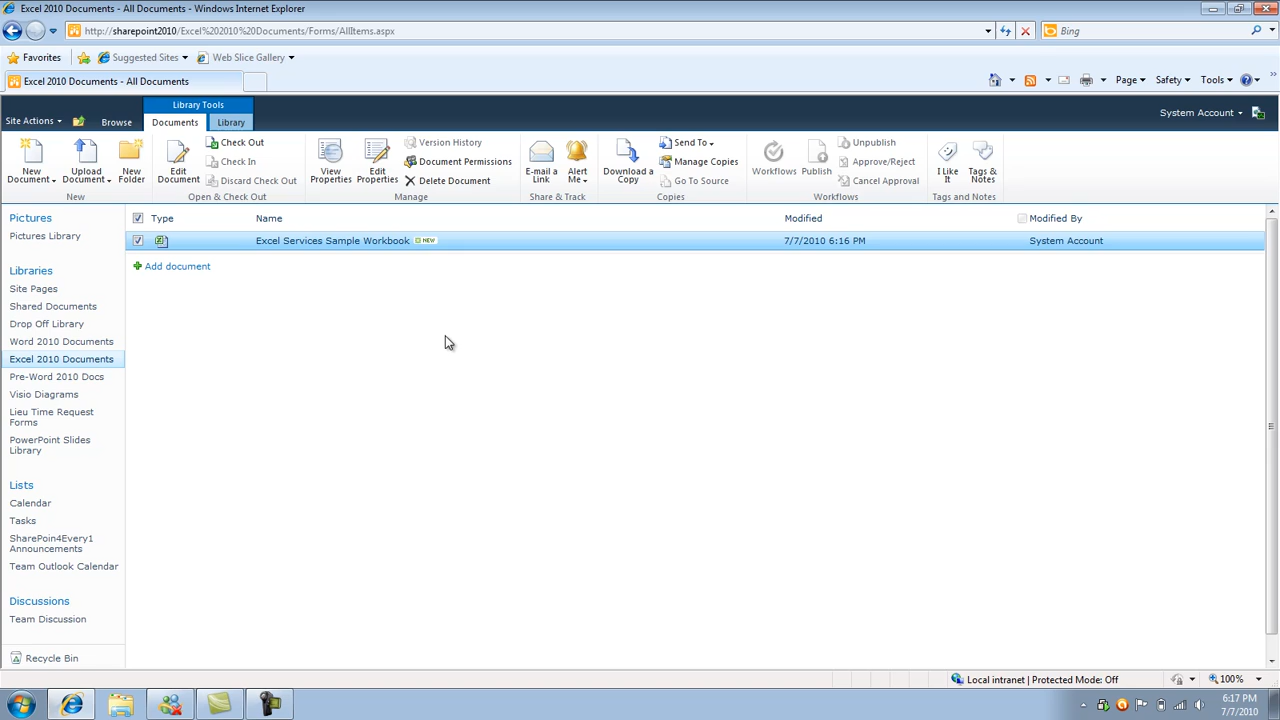 Excel 2010 Documents - All Documents - Windows Internet Explorer
http://sharepoint2010/Excel%202010%20Documents/Forms/AllItems.aspx
Bing
Favorites
Suggested Sites
Web Slice Gallery
Excel 2010 Documents - All Documents
Page
Safety
Tools
Library Tools
Site Actions
Browse
Documents
Library
System Account
New Document
Upload Document
New Folder
New
Edit Document
Check Out
Check In
Discard Check Out
Open & Check Out
View Properties
Edit Properties
Version History
Document Permissions
Delete Document
Manage
E-mail a Link
Alert Me
Share & Track
Download a Copy
Send To
Manage Copies
Go To Source
Copies
Workflows
Publish
Unpublish
Approve/Reject
Cancel Approval
Workflows
I Like It
Tags & Notes
Tags and Notes
Type
Name
Modified
Modified By
Excel Services Sample Workbook
NEW
7/7/2010 6:16 PM
System Account
Add document
Pictures
Pictures Library
Libraries
Site Pages
Shared Documents
Drop Off Library
Word 2010 Documents
Excel 2010 Documents
Pre-Word 2010 Docs
Visio Diagrams
Lieu Time Request
Forms
PowerPoint Slides
Library
Lists
Calendar
Tasks
SharePoin4Every1
Announcements
Team Outlook Calendar
Discussions
Team Discussion
Recycle Bin
Local intranet | Protected Mode: Off
100%
6:17 PM
7/7/2010